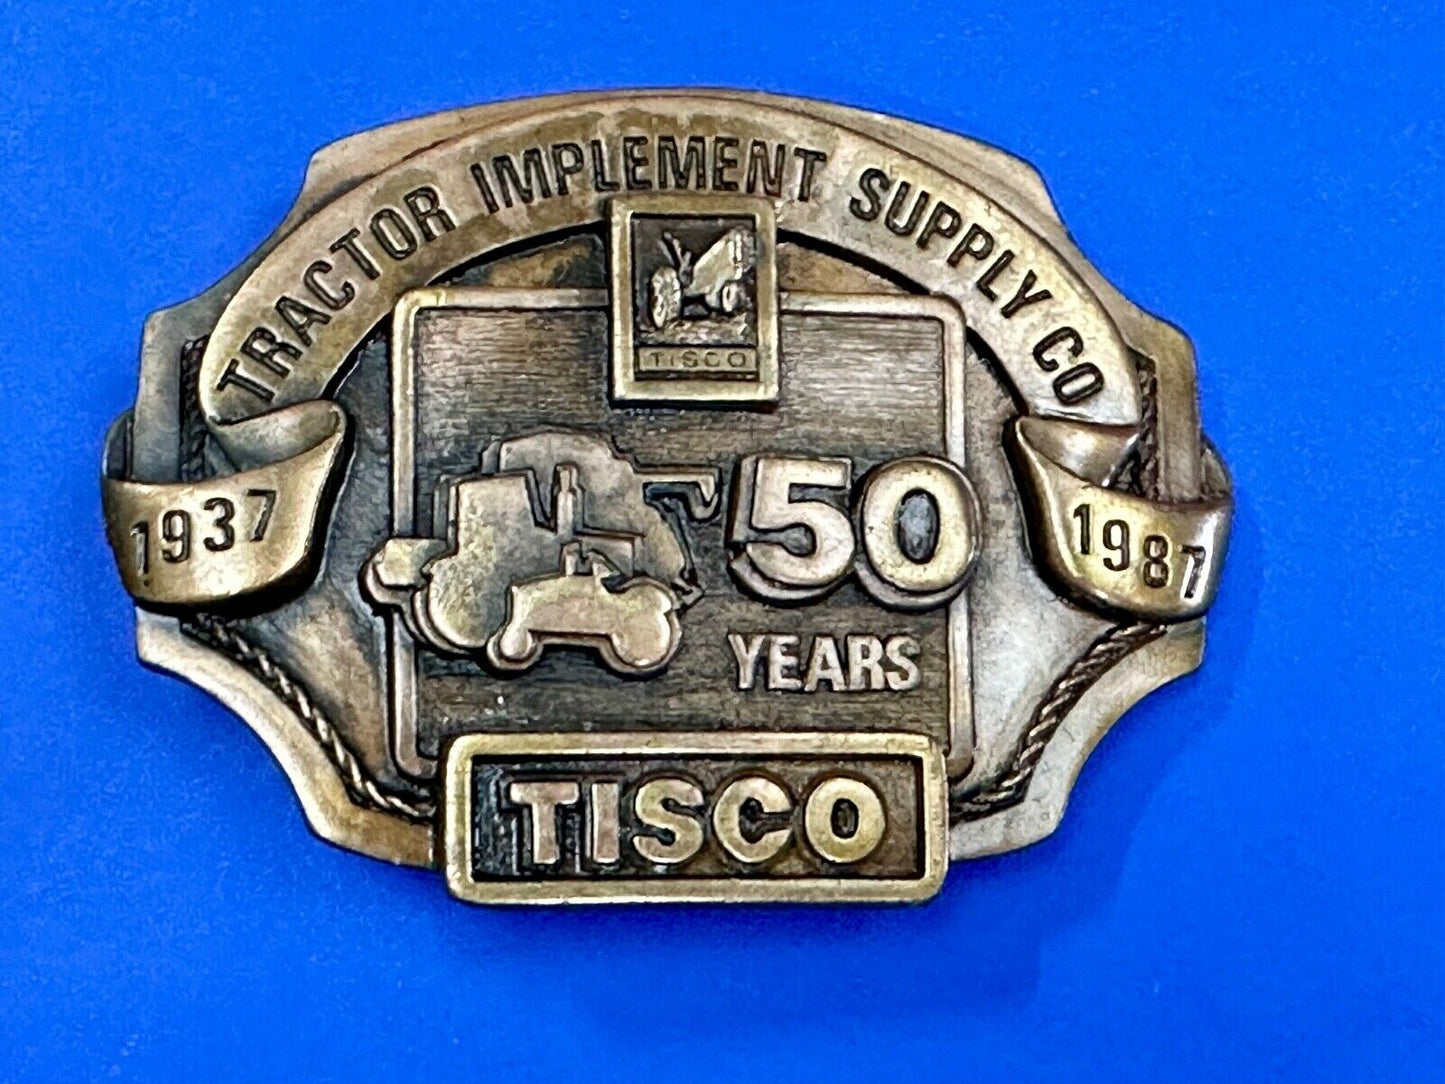 TRACTOR IMPLEMENT SUPPLY CO
TISCO
1937
1987
50
YEARS
TISCO